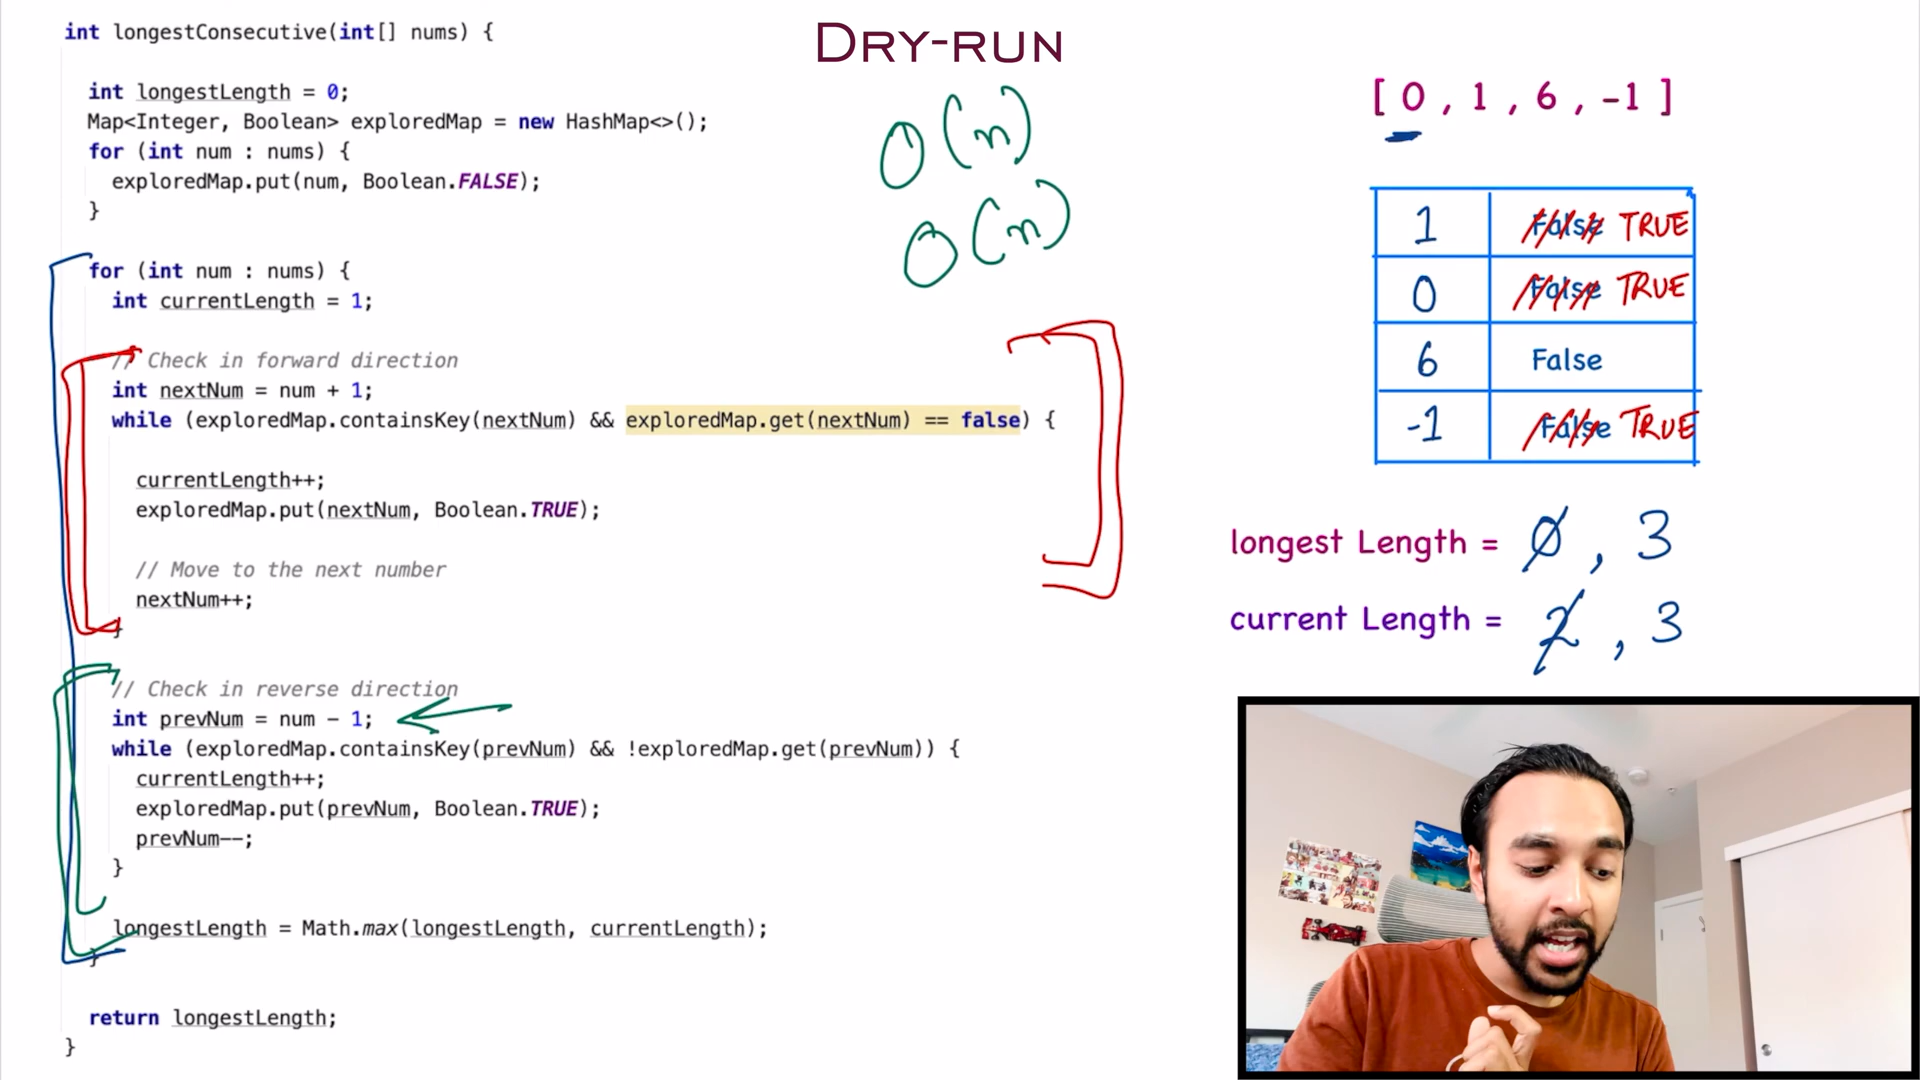 DRY-RUN
int longestConsecutive(int[] nums) {
int longestLength = 0;
Map<Integer, Boolean> exploredMap = new HashMap<>();
for (int num : nums) {
exploredMap.put(num, Boolean.FALSE);
}
for (int num : nums) {
int currentLength = 1;
// Check in forward direction
int nextNum = num + 1;
while (exploredMap.containsKey(nextNum) && exploredMap.get(nextNum) == false) {
currentLength++;
exploredMap.put(nextNum, Boolean.TRUE);
// Move to the next number
nextNum++;
}
// Check in reverse direction
int prevNum = num - 1;
while (exploredMap.containsKey(prevNum) && !exploredMap.get(prevNum)) {
currentLength++;
exploredMap.put(prevNum, Boolean.TRUE);
prevNum--;
}
longestLength = Math.max(longestLength, currentLength);
}
return longestLength;
}
O(n)
O(n)
[ 0 , 1 , 6 , -1 ]
1 False TRUE
0 False TRUE
6 False
-1 False TRUE
longest Length = 0 , 3
current Length = 2 , 3